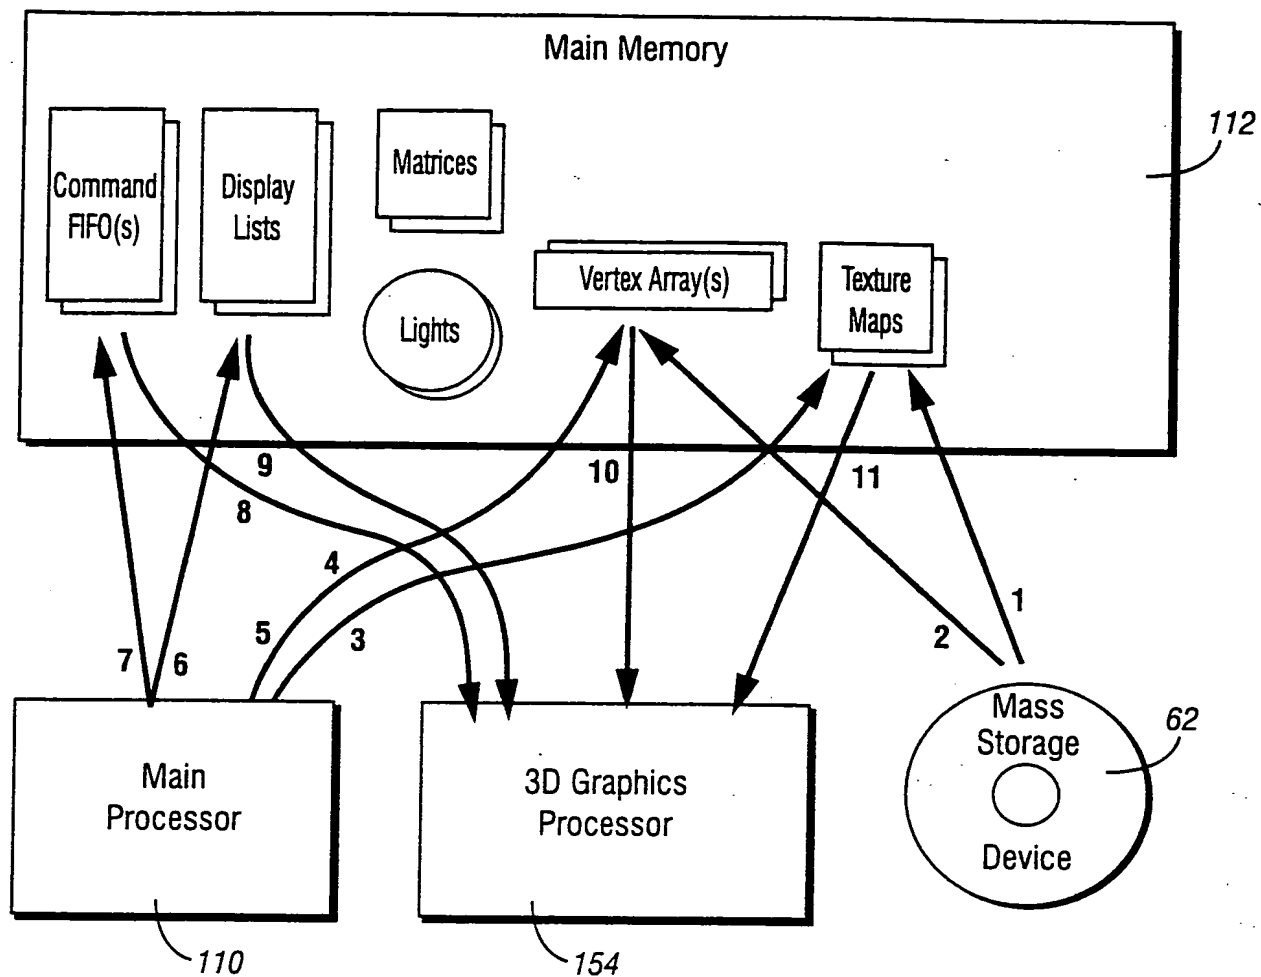 Main Memory
112
Command
FIFO(s)
Display
Lists
Matrices
Lights
Vertex Array(s)
Texture
Maps
9
8
10
11
4
5
3
7
6
2
1
Main
Processor
110
3D Graphics
Processor
154
Mass
Storage
Device
62